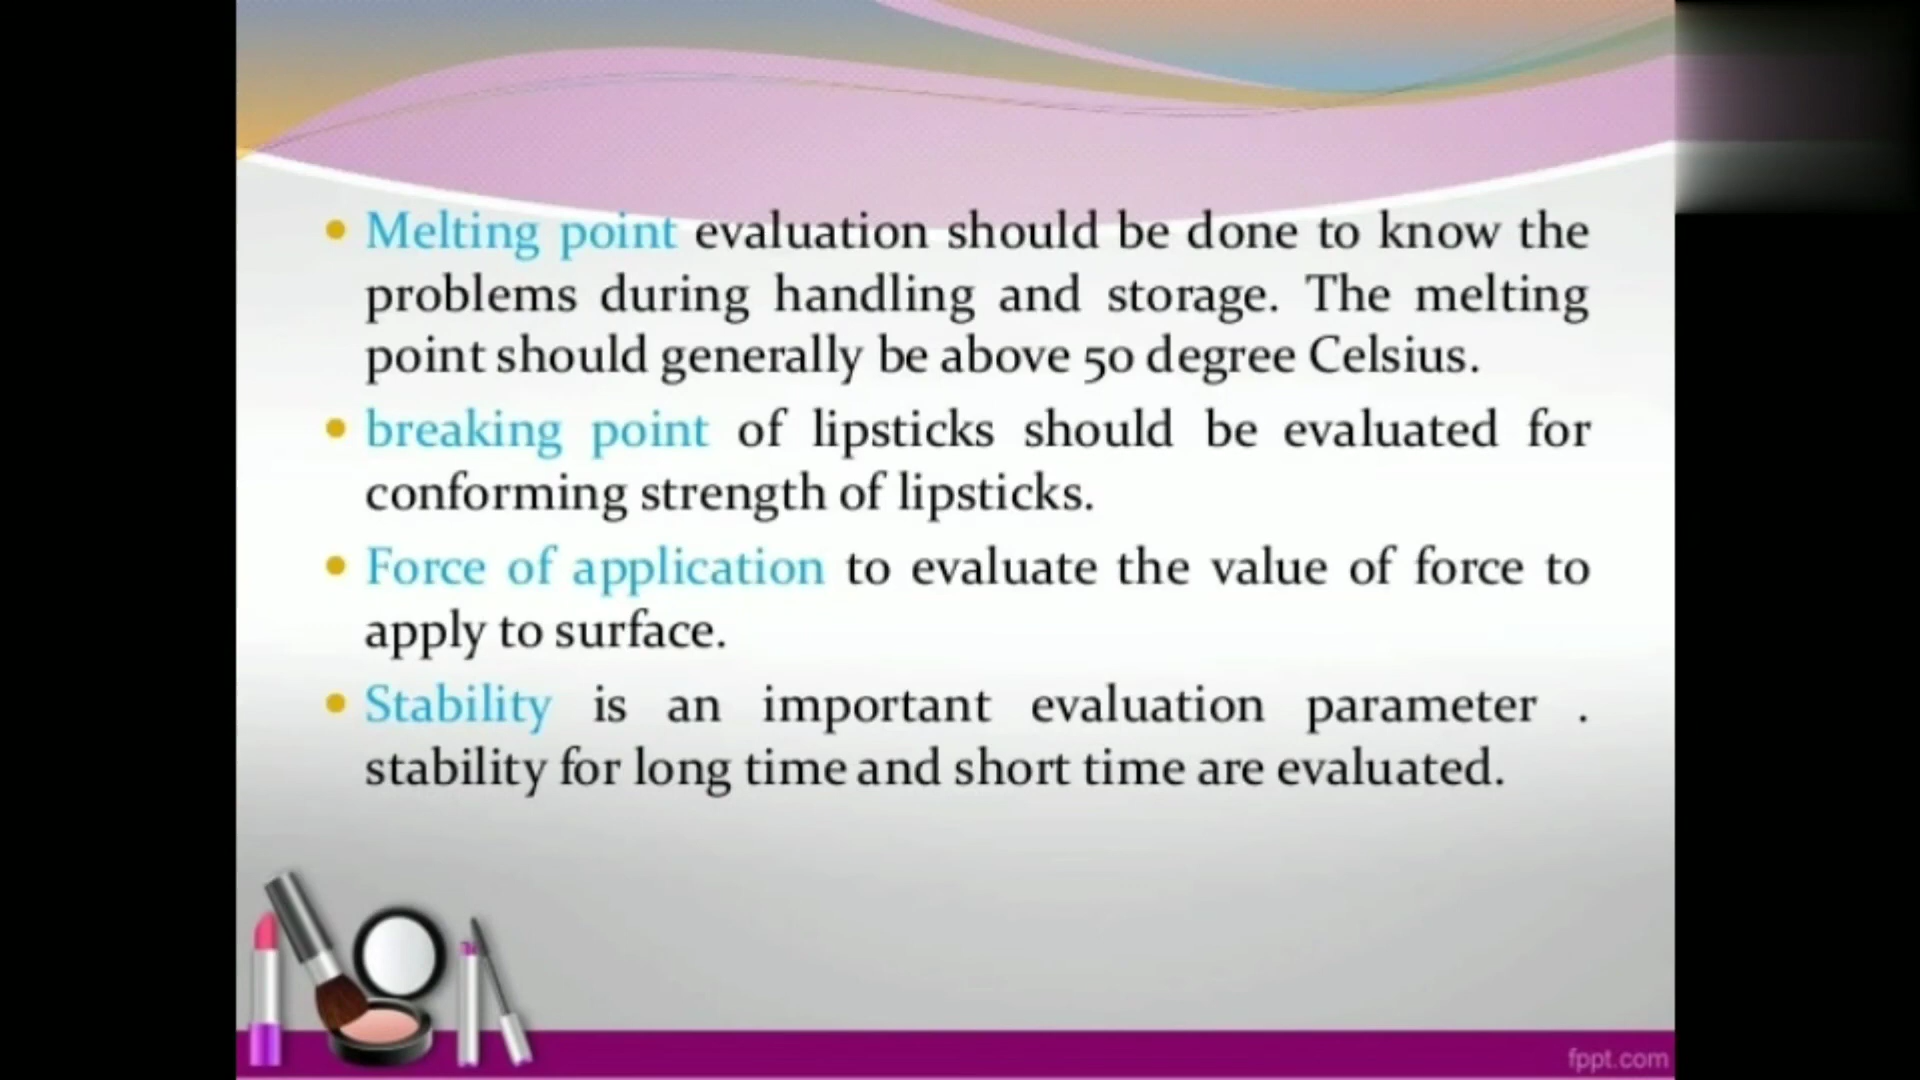 Melting point evaluation should be done to know the
problems during handling and storage. The melting
point should generally be above 50 degree Celsius.
breaking point of lipsticks should be evaluated for
conforming strength of lipsticks.
Force of application to evaluate the value of force to
apply to surface.
Stability is an important evaluation parameter .
stability for long time and short time are evaluated.
fppt.com